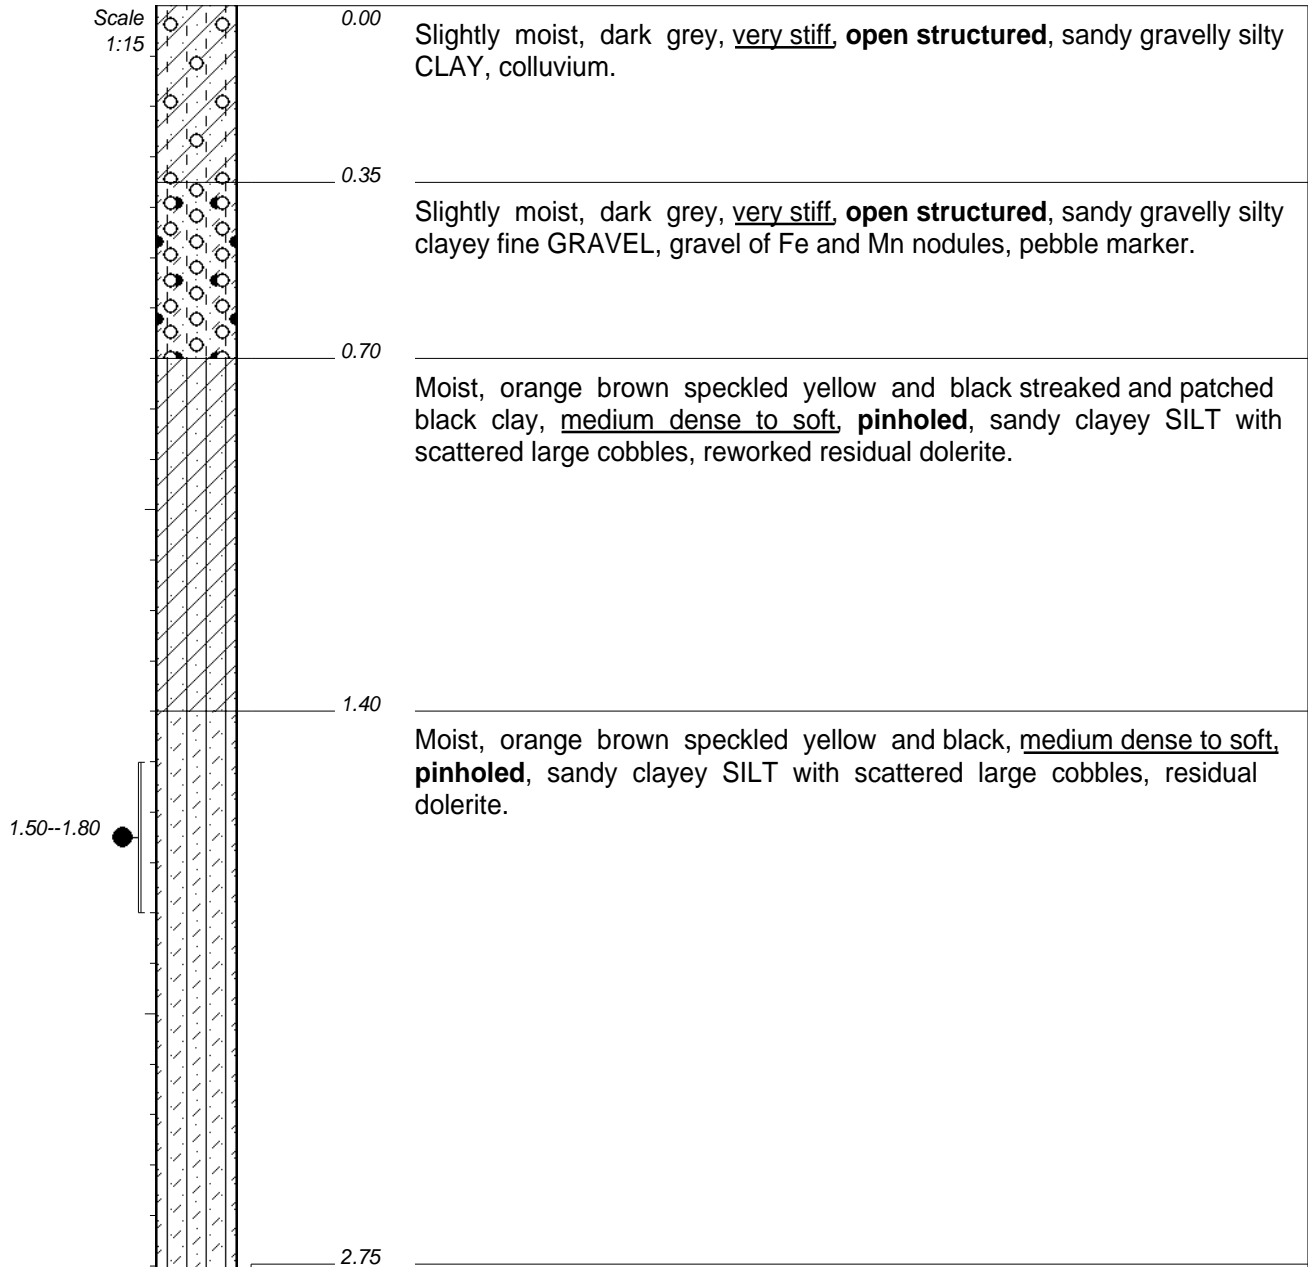 Scale
1:15
0.00
Slightly moist, dark grey, very stiff, open structured, sandy gravelly silty
CLAY, colluvium.
0.35
Slightly moist, dark grey, very stiff, open structured, sandy gravelly silty
clayey fine GRAVEL, gravel of Fe and Mn nodules, pebble marker.
0.70
Moist, orange brown speckled yellow and black streaked and patched
black clay, medium dense to soft, pinholed, sandy clayey SILT with
scattered large cobbles, reworked residual dolerite.
1.40
Moist, orange brown speckled yellow and black, medium dense to soft,
pinholed, sandy clayey SILT with scattered large cobbles, residual
dolerite.
1.50--1.80
2.75